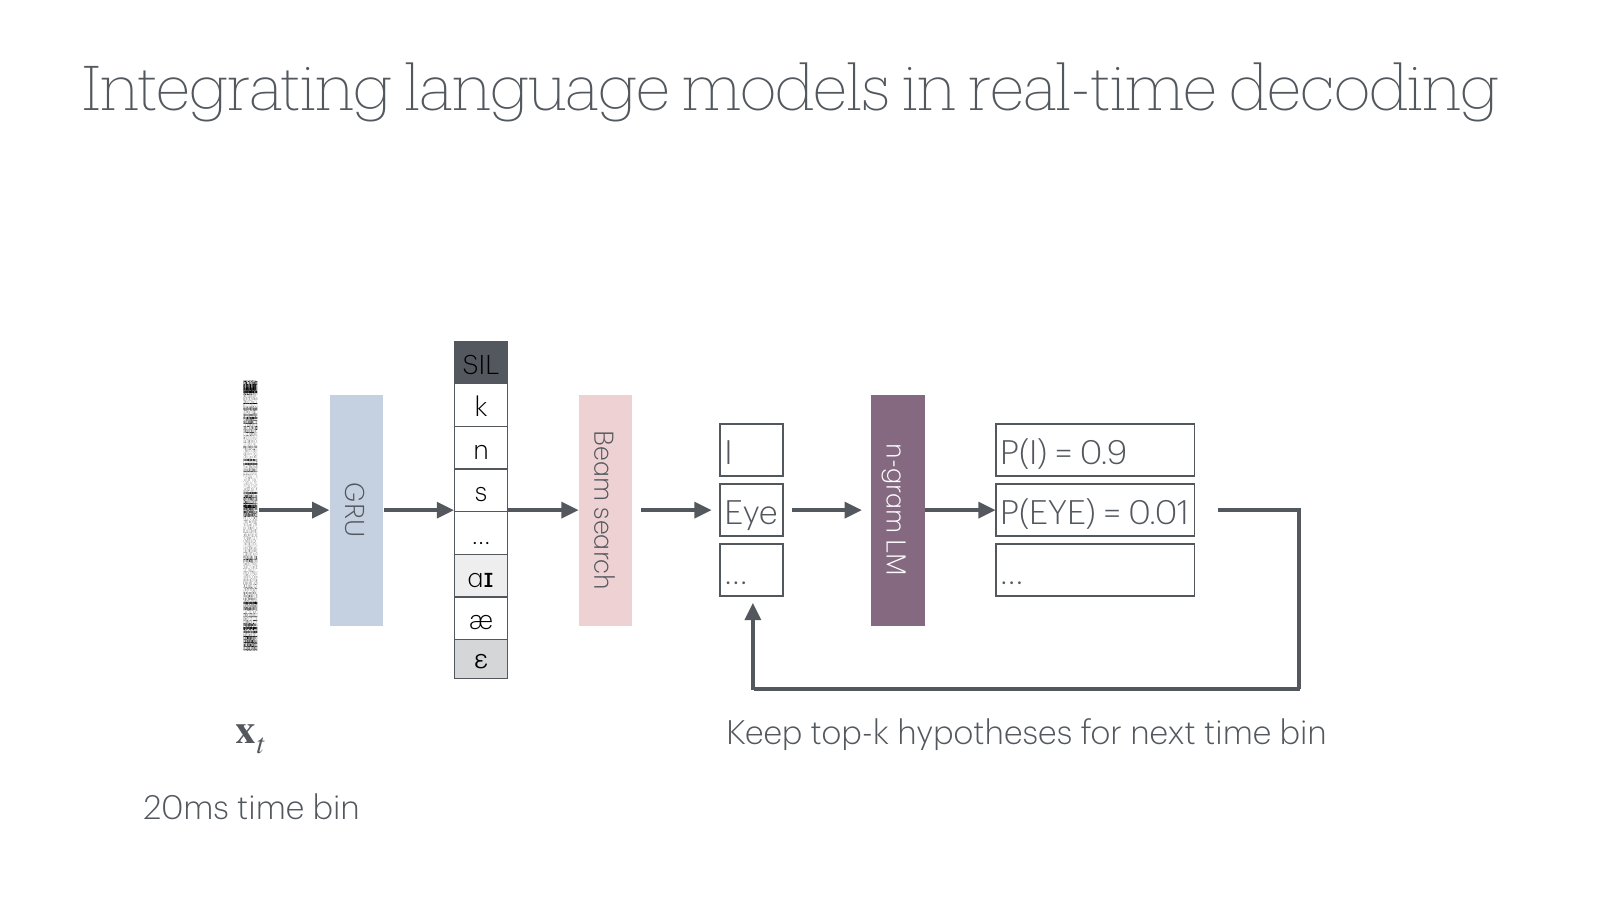 Integrating language models in real-time decoding
SIL
k
n
s
...
ɑɪ
æ
ɛ
GRU
Beam search
I
Eye
...
n-gram LM
P(I) = 0.9
P(EYE) = 0.01
...
Keep top-k hypotheses for next time bin
xₜ
20ms time bin